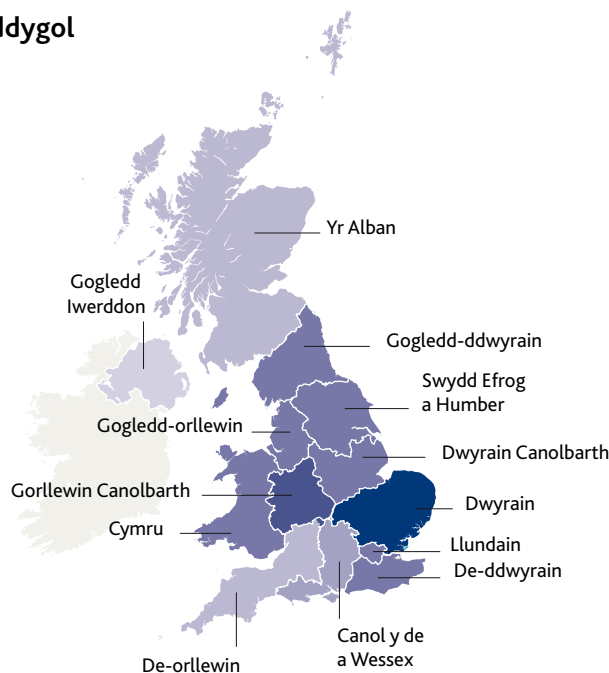 Yr Alban
Gogledd
Iwerddon
Gogledd-ddwyrain
Swydd Efrog
a Humber
Gogledd-orllewin
Dwyrain Canolbarth
Gorllewin Canolbarth
Dwyrain
Cymru
Llundain
De-ddwyrain
Canol y de
a Wessex
De-orllewin